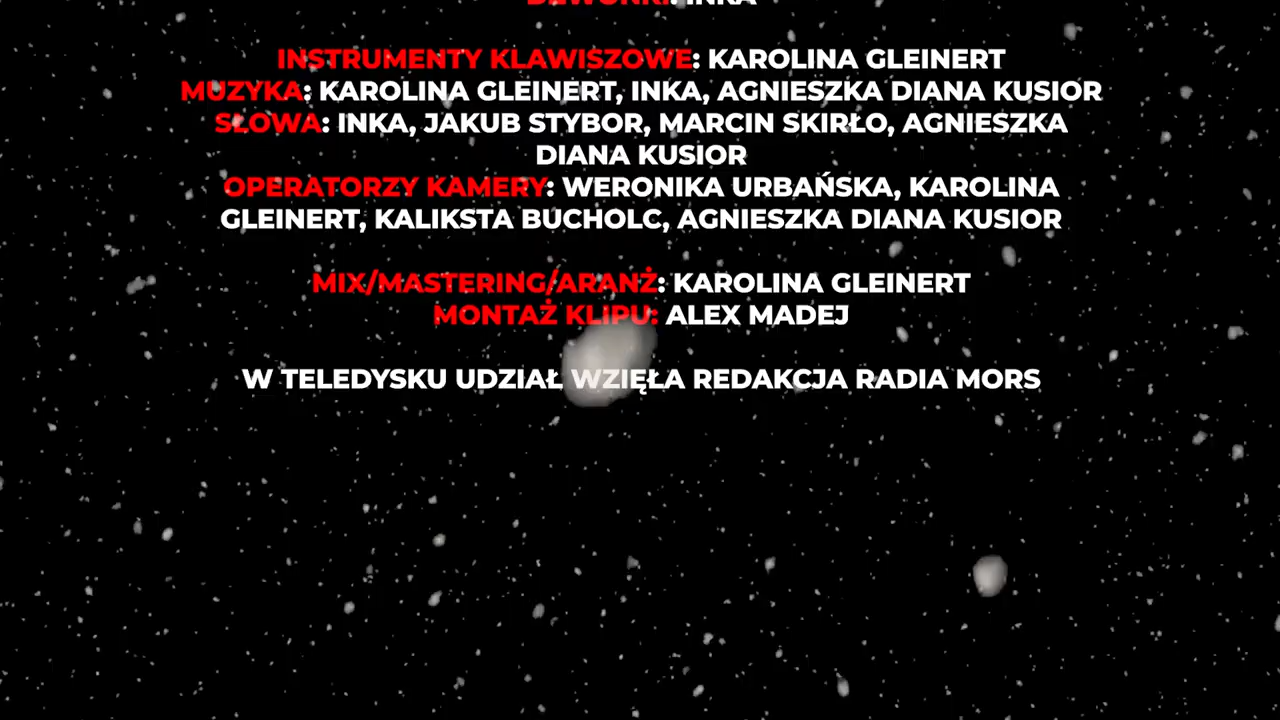 DZWONKI: INKA
INSTRUMENTY KLAWISZOWE: KAROLINA GLEINERT
MUZYKA: KAROLINA GLEINERT, INKA, AGNIESZKA DIANA KUSIOR
SŁOWA: INKA, JAKUB STYBOR, MARCIN SKIRŁO, AGNIESZKA
DIANA KUSIOR
OPERATORZY KAMERY: WERONIKA URBAŃSKA, KAROLINA
GLEINERT, KALIKSTA BUCHOLC, AGNIESZKA DIANA KUSIOR
MIX/MASTERING/ARANŻ: KAROLINA GLEINERT
MONTAŻ KLIPU: ALEX MADEJ
W TELEDYSKU UDZIAŁ WZIĘŁA REDAKCJA RADIA MORS